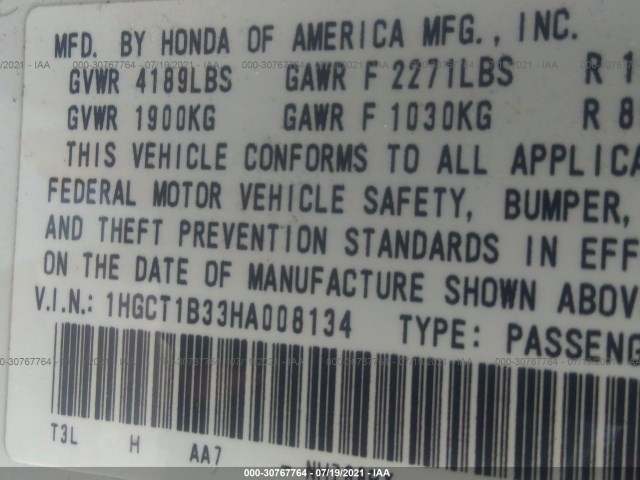 MFD. BY HONDA OF AMERICA MFG., INC.
GVWR 4189LBS GAWR F 2271LBS R 1
GVWR 1900KG GAWR F 1030KG R 8
THIS VEHICLE CONFORMS TO ALL APPLICA
FEDERAL MOTOR VEHICLE SAFETY, BUMPER,
AND THEFT PREVENTION STANDARDS IN EFF
ON THE DATE OF MANUFACTURE SHOWN ABOV
V.I.N.: 1HGCT1B33HA008134 TYPE: PASSENG
T3L H AA7
000-30767764 - 07/19/2021 - IAA